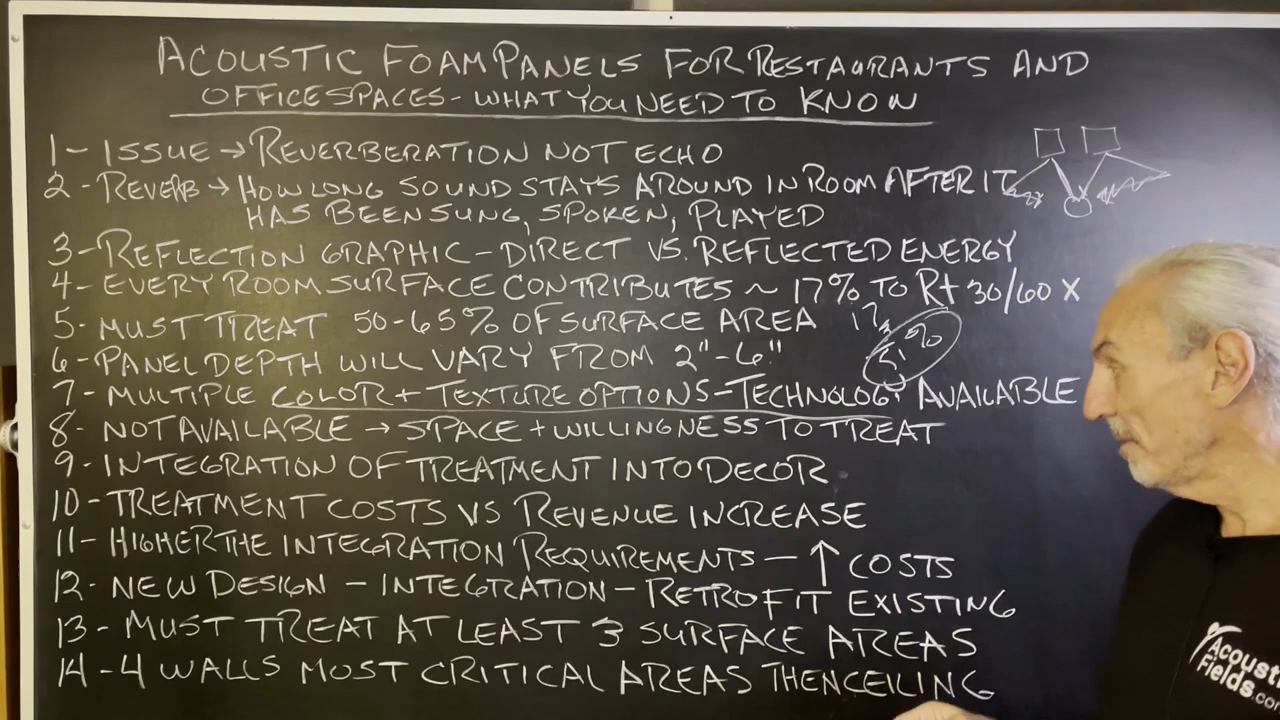 ACOUSTIC FOAM PANELS FOR RESTAURANTS AND
OFFICE SPACES - WHAT YOU NEED TO KNOW
1 - ISSUE → REVERBERATION NOT ECHO
2 - REVERB → HOW LONG SOUND STAYS AROUND IN ROOM AFTER IT
HAS BEEN SUNG, SPOKEN, PLAYED
3 - REFLECTION GRAPHIC - DIRECT VS. REFLECTED ENERGY
4 - EVERY ROOM SURFACE CONTRIBUTES ~ 17% TO Rt 30/60 X
5 - MUST TREAT 50-65% OF SURFACE AREA 17%
6 - PANEL DEPTH WILL VARY FROM 2" - 6"
7 - MULTIPLE COLOR + TEXTURE OPTIONS - TECHNOLOGY AVAILABLE
8 - NOT AVAILABLE → SPACE + WILLINGNESS TO TREAT
9 - INTEGRATION OF TREATMENT INTO DECOR
10 - TREATMENT COSTS VS REVENUE INCREASE
11 - HIGHER THE INTEGRATION REQUIREMENTS - ↑ COSTS
12 - NEW DESIGN - INTEGRATION - RETROFIT EXISTING
13 - MUST TREAT AT LEAST 3 SURFACE AREAS
14 - 4 WALLS MOST CRITICAL AREAS THEN CEILING
Acousti
Fields.co